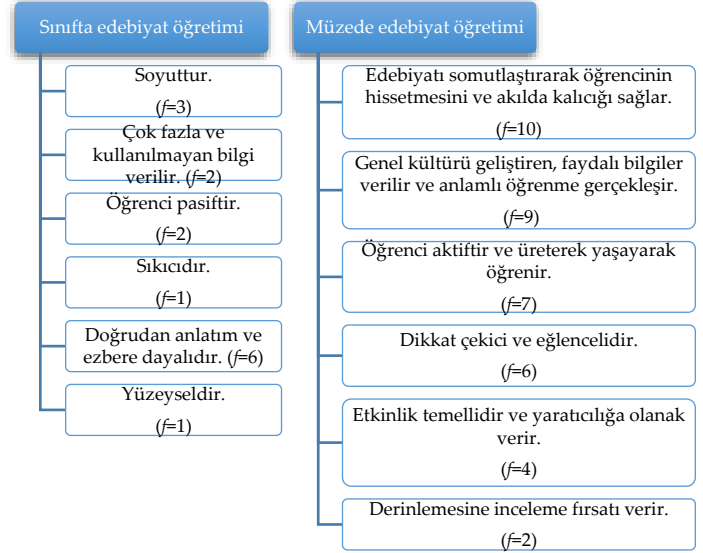 Sınıfta edebiyat öğretimi
Soyuttur.
(f=3)
Çok fazla ve
kullanılmayan bilgi
verilir. (f=2)
Öğrenci pasiftir.
(f=2)
Sıkıcıdır.
(f=1)
Doğrudan anlatım ve
ezbere dayalıdır. (f=6)
Yüzeyseldir.
(f=1)
Müzede edebiyat öğretimi
Edebiyatı somutlaştırarak öğrencinin
hissetmesini ve akılda kalıcığı sağlar.
(f=10)
Genel kültürü geliştiren, faydalı bilgiler
verilir ve anlamlı öğrenme gerçekleşir.
(f=9)
Öğrenci aktiftir ve üreterek yaşayarak
öğrenir.
(f=7)
Dikkat çekici ve eğlencelidir.
(f=6)
Etkinlik temellidir ve yaratıcılığa olanak
verir.
(f=4)
Derinlemesine inceleme fırsatı verir.
(f=2)